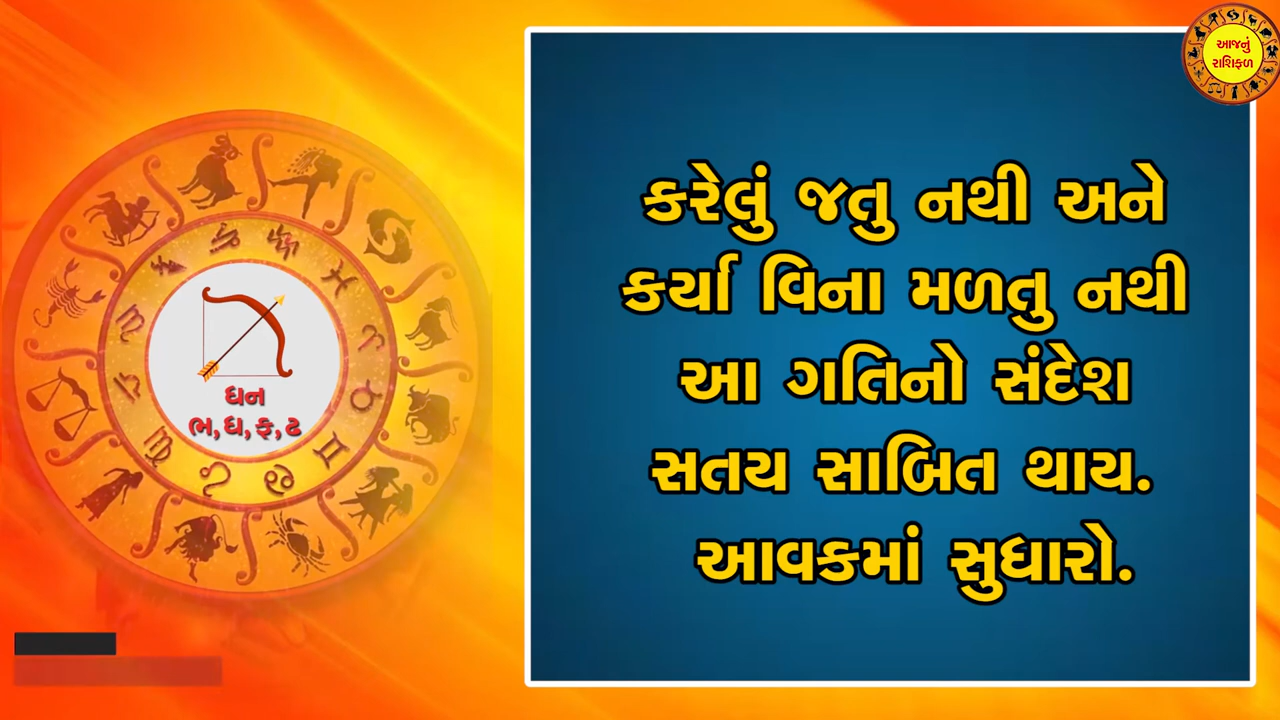 આજનું
રાશિફળ
કરેલું જતુ નથી અને
કર્યા વિના મળતુ નથી
આ ગતિનો સંદેશ
સતય સાબિત થાય.
આવકમાં સુધારો.
ધન
ભ, ધ, ફ, ઢ